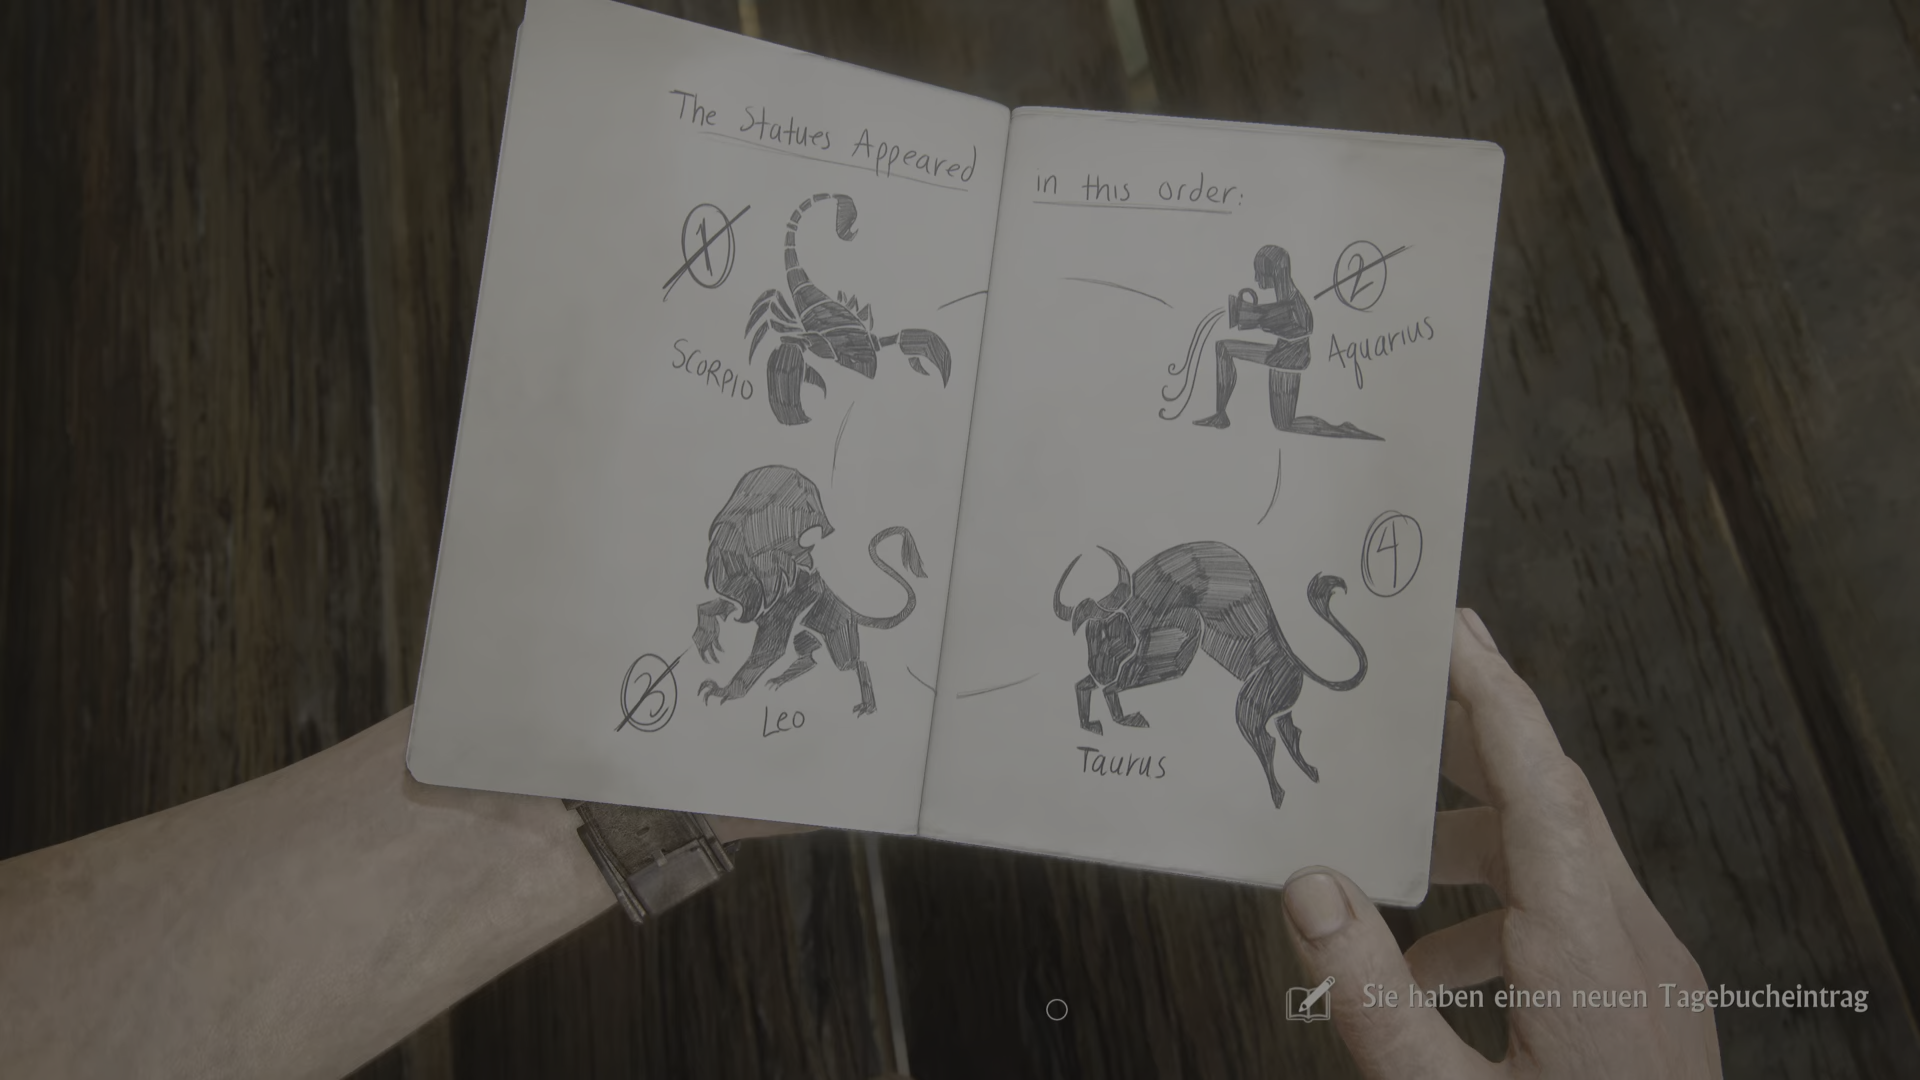 The Statues Appeared
in this order:
1
SCORPIO
2
Aquarius
3
Leo
4
Taurus
Sie haben einen neuen Tagebucheintrag